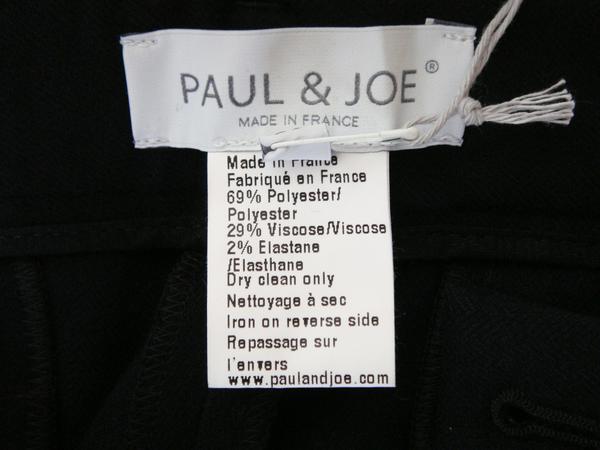 PAUL & JOE®
MADE IN FRANCE
Made in France
Fabriqué en France
69% Polyester/
Polyester
29% Viscose/Viscose
2% Elastane
/Elasthane
Dry clean only
Nettoyage à sec
Iron on reverse side
Repassage sur
l'envers
www.paulandjoe.com